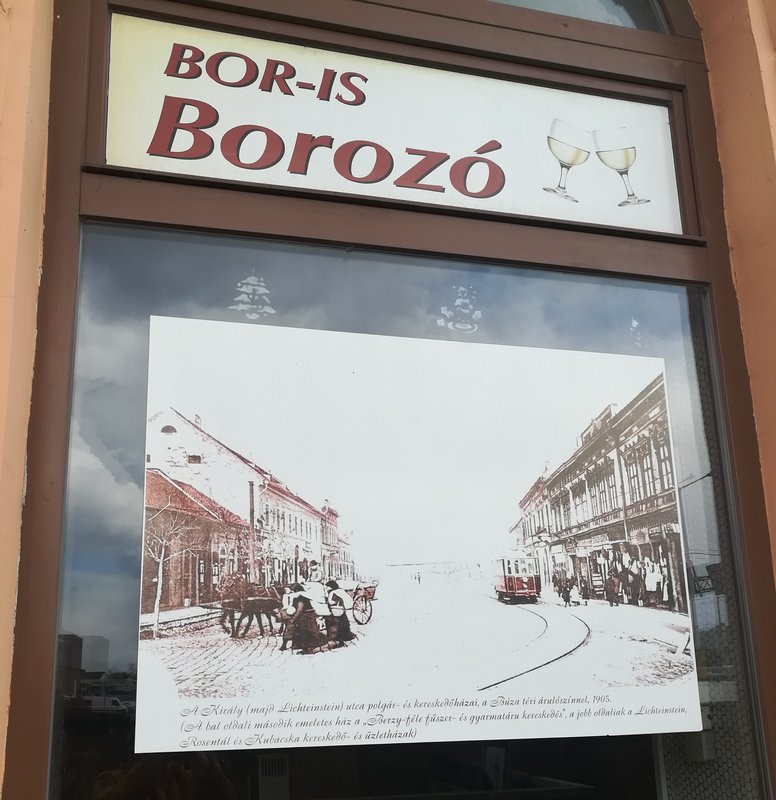 BOR-IS
Borozó
A Király (majd Lichteinstein) utca polgár- és kereskedőházai, a Búza téri árulószínnel, 1905.
(A bal oldali második emeletes ház a „Berzy-féle fűszer- és gyarmatáru kereskedés”, a jobb oldaliak a Lichteinstein,
Rosentál és Kubacska kereskedő- és üzletházak)